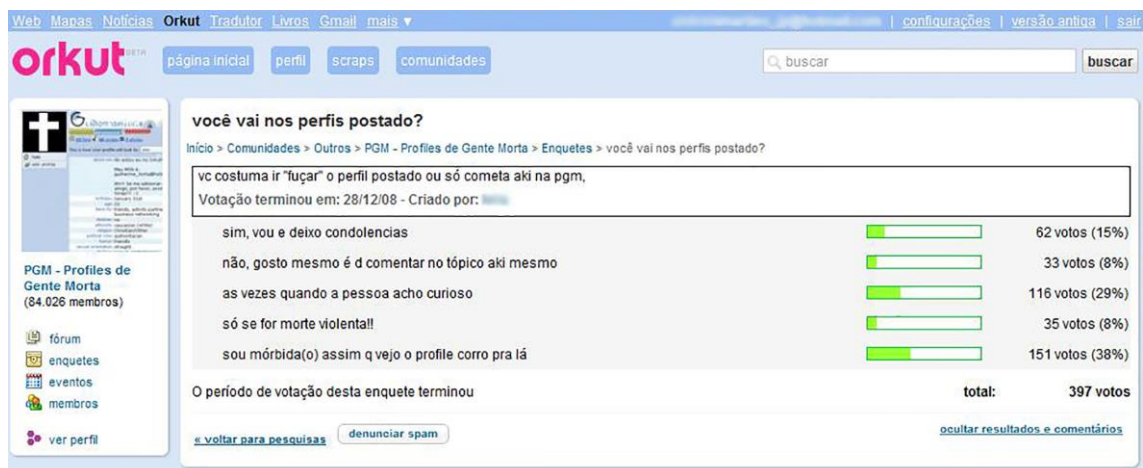 Web Mapas Notícias Orkut Tradutor Livros Gmail mais ▼ | configurações | versão antiga | sair
orkut BETA página inicial perfil scraps comunidades buscar buscar
você vai nos perfis postado?
Início > Comunidades > Outros > PGM - Profiles de Gente Morta > Enquetes > você vai nos perfis postado?
vc costuma ir "fuçar" o perfil postado ou só cometa aki na pgm,
Votação terminou em: 28/12/08 - Criado por:
sim, vou e deixo condolencias 62 votos (15%)
não, gosto mesmo é d comentar no tópico aki mesmo 33 votos (8%)
as vezes quando a pessoa acho curioso 116 votos (29%)
só se for morte violenta!! 35 votos (8%)
sou mórbida(o) assim q vejo o profile corro pra lá 151 votos (38%)
O período de votação desta enquete terminou total: 397 votos
« voltar para pesquisas denunciar spam ocultar resultados e comentários
PGM - Profiles de
Gente Morta
(84.026 membros)
fórum
enquetes
eventos
membros
ver perfil